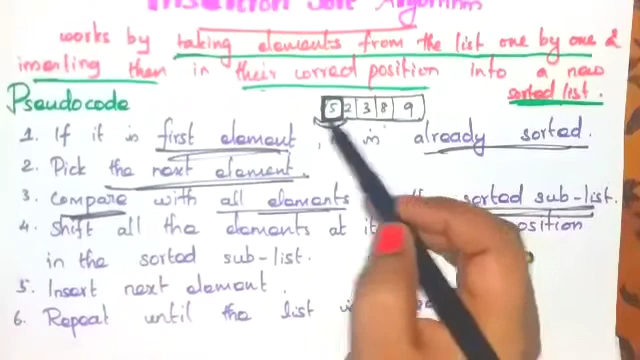 Insertion Sort Algorithm
works by taking elements from the list one by one &
inserting them in their correct position into a new
sorted list.
Pseudocode
5 2 3 8 9
1. If it is first element, is already sorted.
2. Pick the next element.
3. Compare with all elements sorted sub-list.
4. Shift all the elements at position
in the sorted sub-list.
5. Insert next element.
6. Repeat until the list